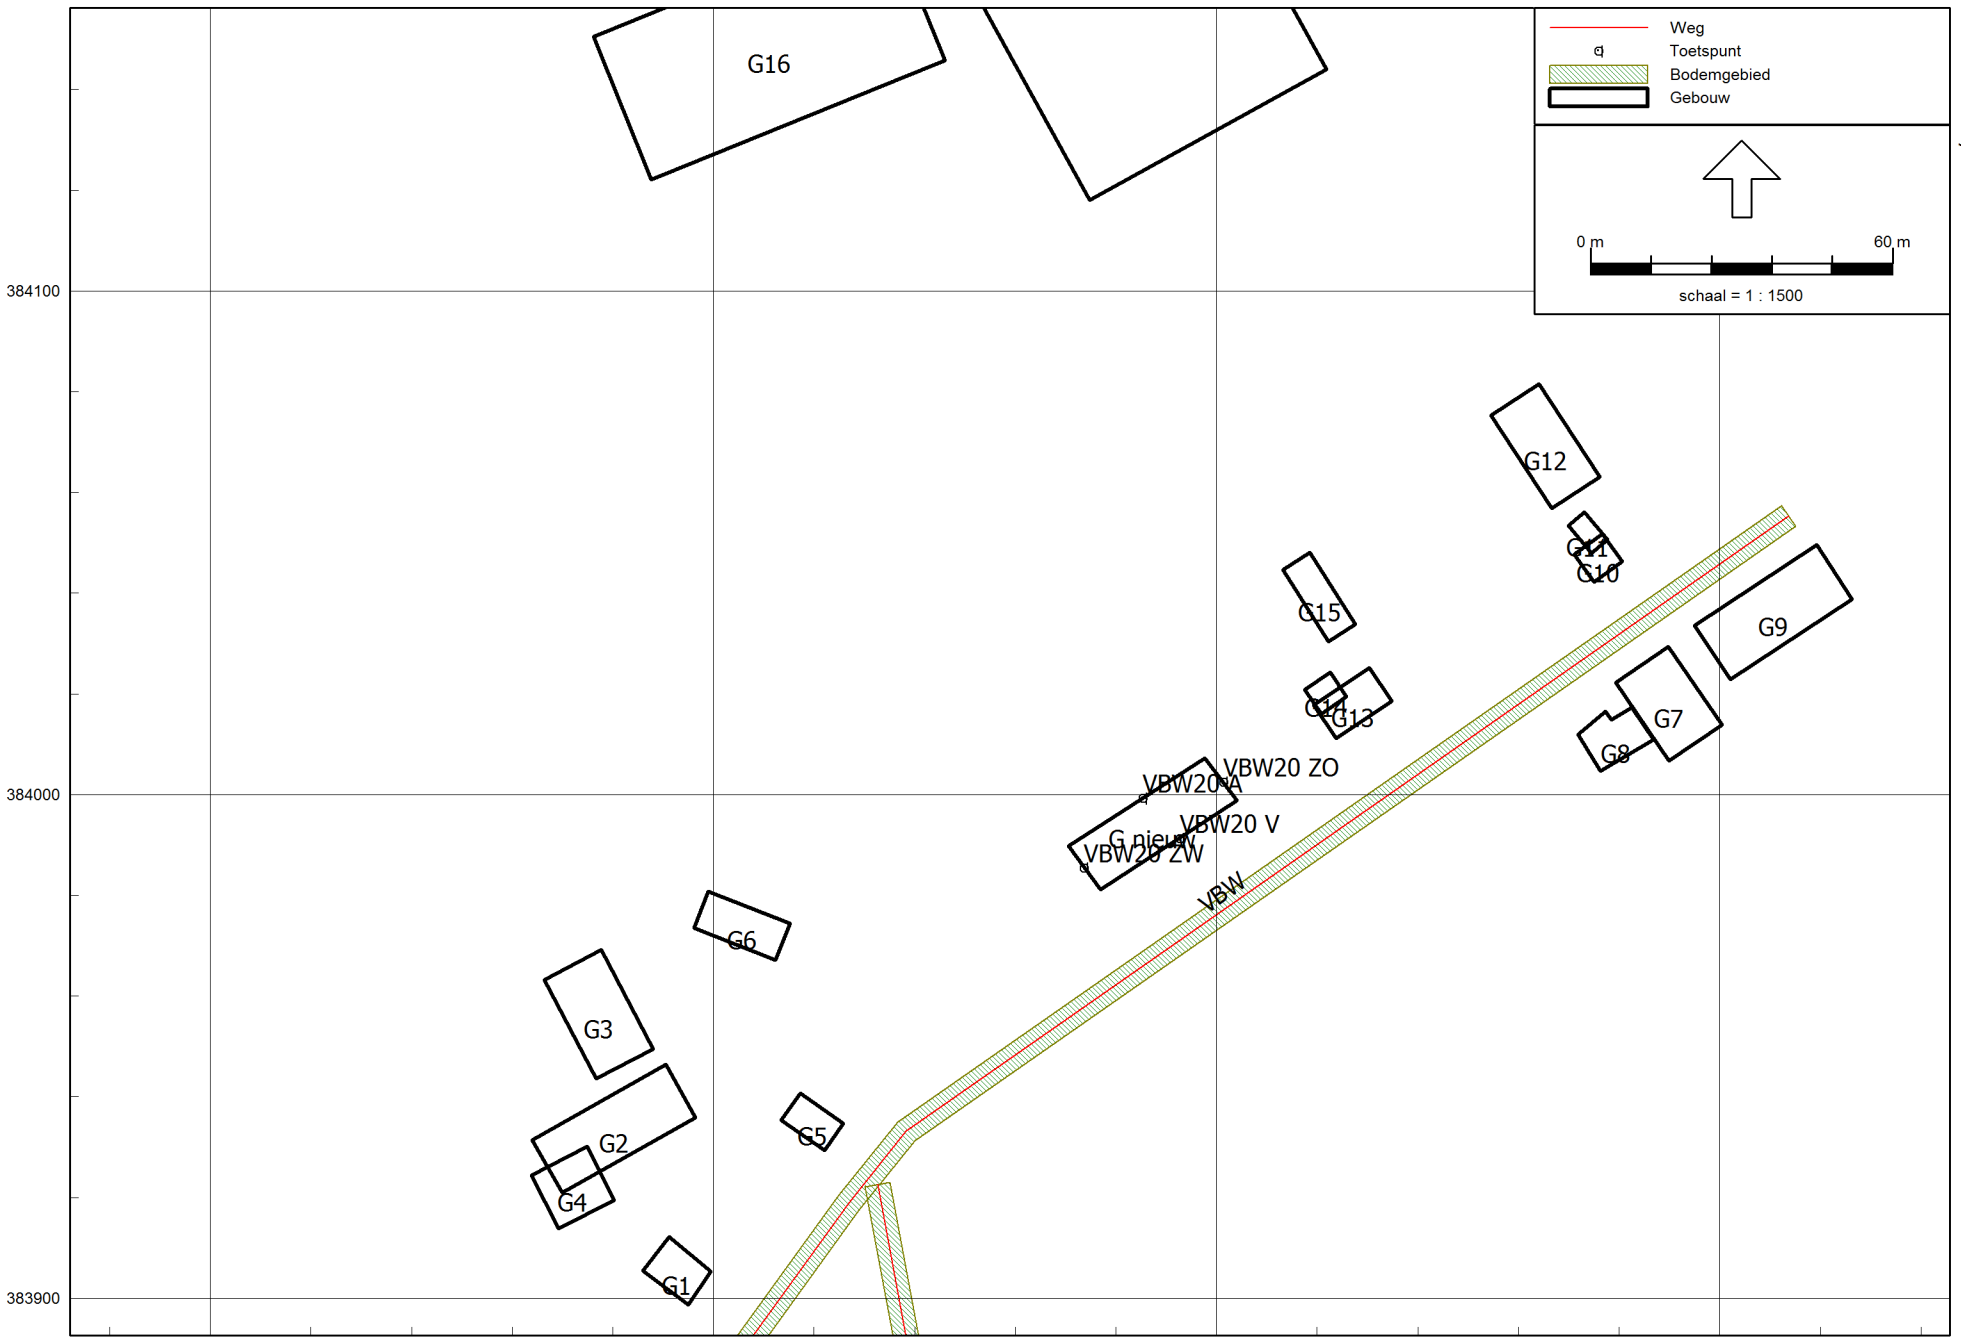 Weg
Toetspunt
Bodemgebied
Gebouw
0 m
60 m
schaal = 1 : 1500
G16
384100
G12
G11
G10
G15
G9
G14
G13
G7
G8
VBW20 ZO
VBW20 A
384000
VBW20 V
G nieuw
VBW20 ZW
VBW
G6
G3
G5
G2
G4
G1
383900